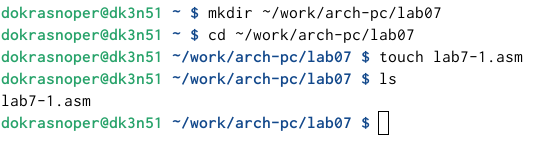 dokrasnoper@dk3n51 ~ $ mkdir ~/work/arch-pc/lab07
dokrasnoper@dk3n51 ~ $ cd ~/work/arch-pc/lab07
dokrasnoper@dk3n51 ~/work/arch-pc/lab07 $ touch lab7-1.asm
dokrasnoper@dk3n51 ~/work/arch-pc/lab07 $ ls
lab7-1.asm
dokrasnoper@dk3n51 ~/work/arch-pc/lab07 $